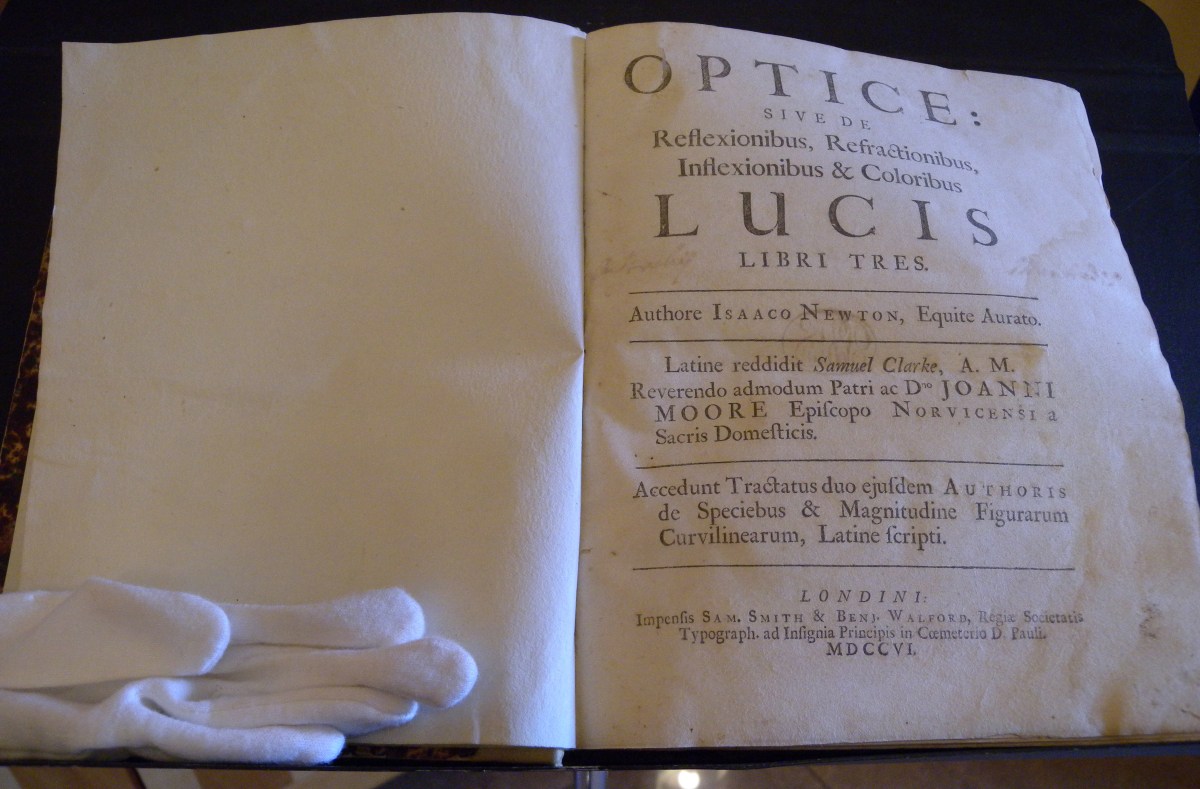 OPTICE:
SIVE DE
Reflexionibus, Refractionibus,
Inflexionibus & Coloribus
LUCIS
LIBRI TRES.
Authore ISAACO NEWTON, Equite Aurato.
Latine reddidit Samuel Clarke, A. M.
Reverendo admodum Patri ac Dno JOANNI
MOORE Epiſcopo NORVICENSI a
Sacris Domeſticis.
Accedunt Tractatus duo ejuſdem AUTHORIS
de Speciebus & Magnitudine Figurarum
Curvilinearum, Latine ſcripti.
LONDINI:
Impenſis SAM. SMITH & BENJ. WALFORD, Regiæ Societatis
Typograph. ad Inſignia Principis in Cœmeterio D. Pauli.
MDCCVI.